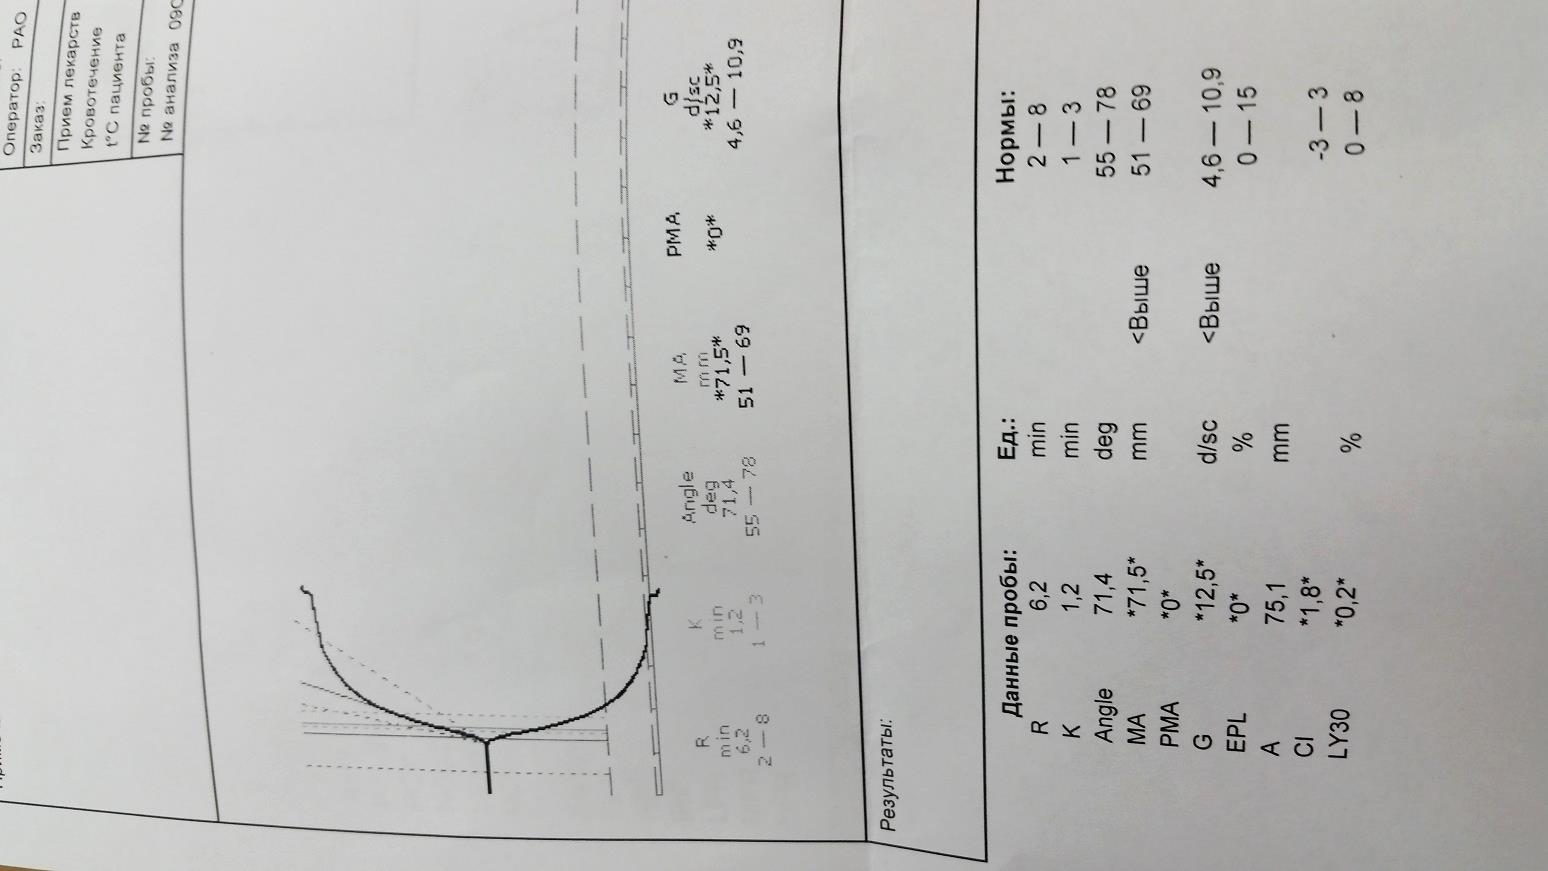 Оператор: РАО
Заказ:
Прием лекарств
Кровотечение
t°C пациента
№ пробы:
№ анализа 090
R K Angle MA PMA G
min min deg mm d/sc
6,2 1,2 71,4 *71,5* *0* *12,5*
2 — 8 1 — 3 55 — 78 51 — 69 4,6 — 10,9
Результаты:
Данные пробы: Ед.: Нормы:
R 6,2 min 2 — 8
K 1,2 min 1 — 3
Angle 71,4 deg 55 — 78
MA *71,5* mm <Выше 51 — 69
PMA *0*
G *12,5* d/sc <Выше 4,6 — 10,9
EPL *0* % 0 — 15
A 75,1 mm
CI *1,8* -3 — 3
LY30 *0,2* % 0 — 8